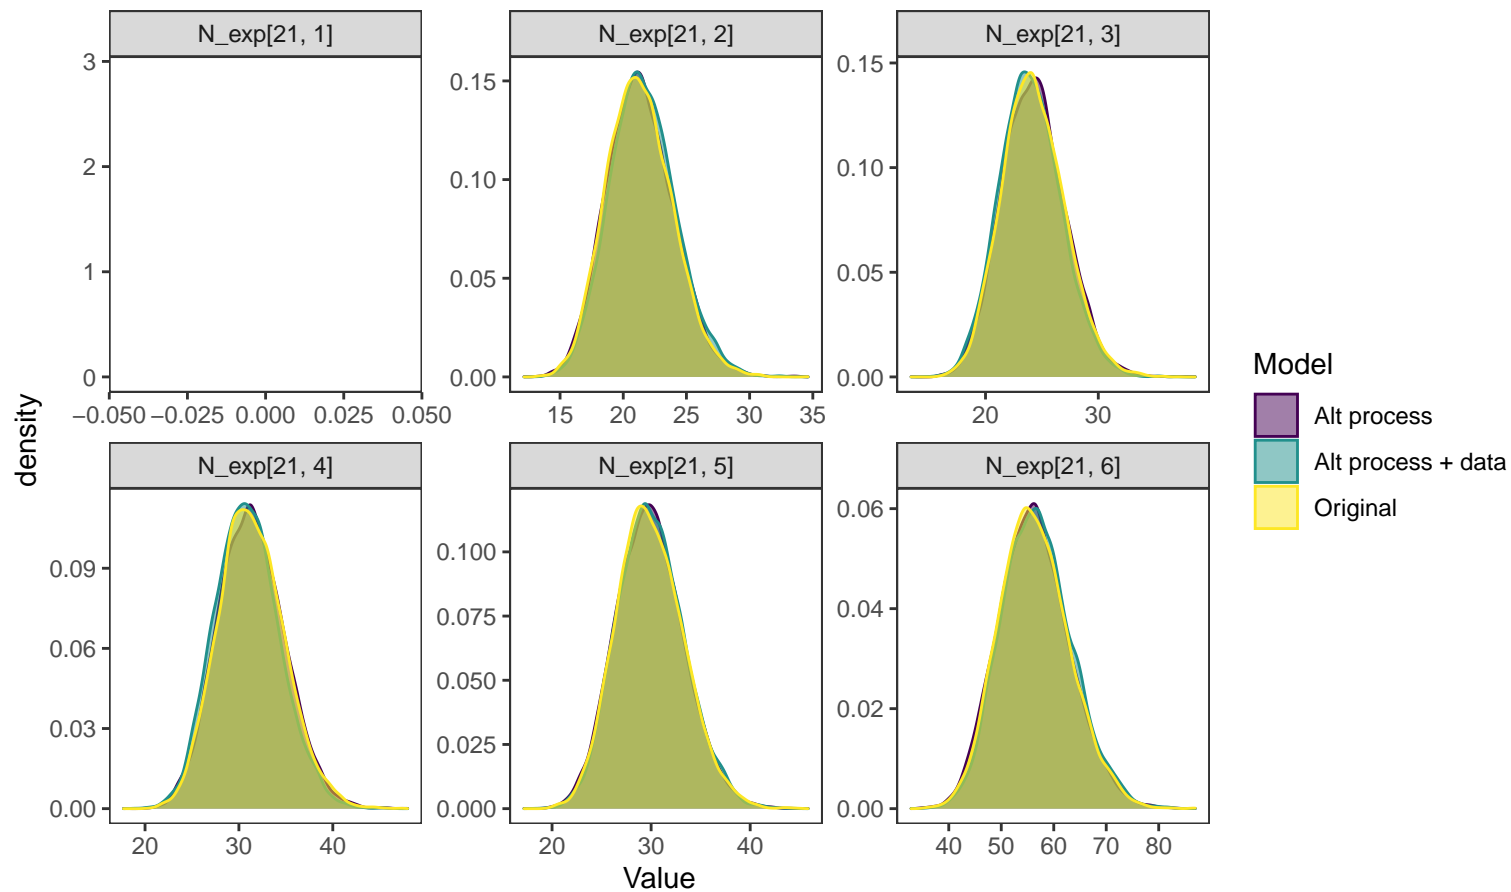 N_exp[21, 1]
N_exp[21, 2]
N_exp[21, 3]
3
2
1
0
−0.050 −0.025 0.000 0.025 0.050
0.15
0.10
0.05
0.00
15 20 25 30 35
0.15
0.10
0.05
0.00
20 30
N_exp[21, 4]
N_exp[21, 5]
N_exp[21, 6]
0.09
0.06
0.03
0.00
20 30 40
0.100
0.075
0.050
0.025
0.000
20 30 40
0.06
0.04
0.02
0.00
40 50 60 70 80
density
Value
Model
Alt process
Alt process + data
Original